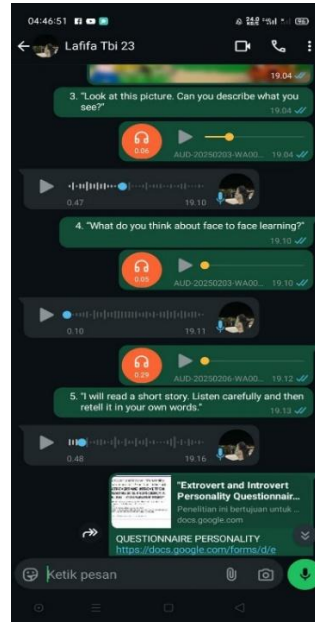 04:46:51
Lafifa Tbi 23
19.04
3. "Look at this picture. Can you describe what you
see?"
19.04
0.06
AUD-20250203-WA00... 19.04
0.47 19.10
4. "What do you think about face to face learning?"
19.10
0.05
AUD-20250203-WA00... 19.10
0.10 19.11
0.29
AUD-20250206-WA00... 19.12
5. "I will read a short story. Listen carefully and then
retell it in your own words."
19.13
0.48 19.16
"Extrovert and Introvert
Personality Questionnair...
Penelitian ini bertujuan untuk ...
docs.google.com
QUESTIONNAIRE PERSONALITY
https://docs.google.com/forms/d/e
Ketik pesan